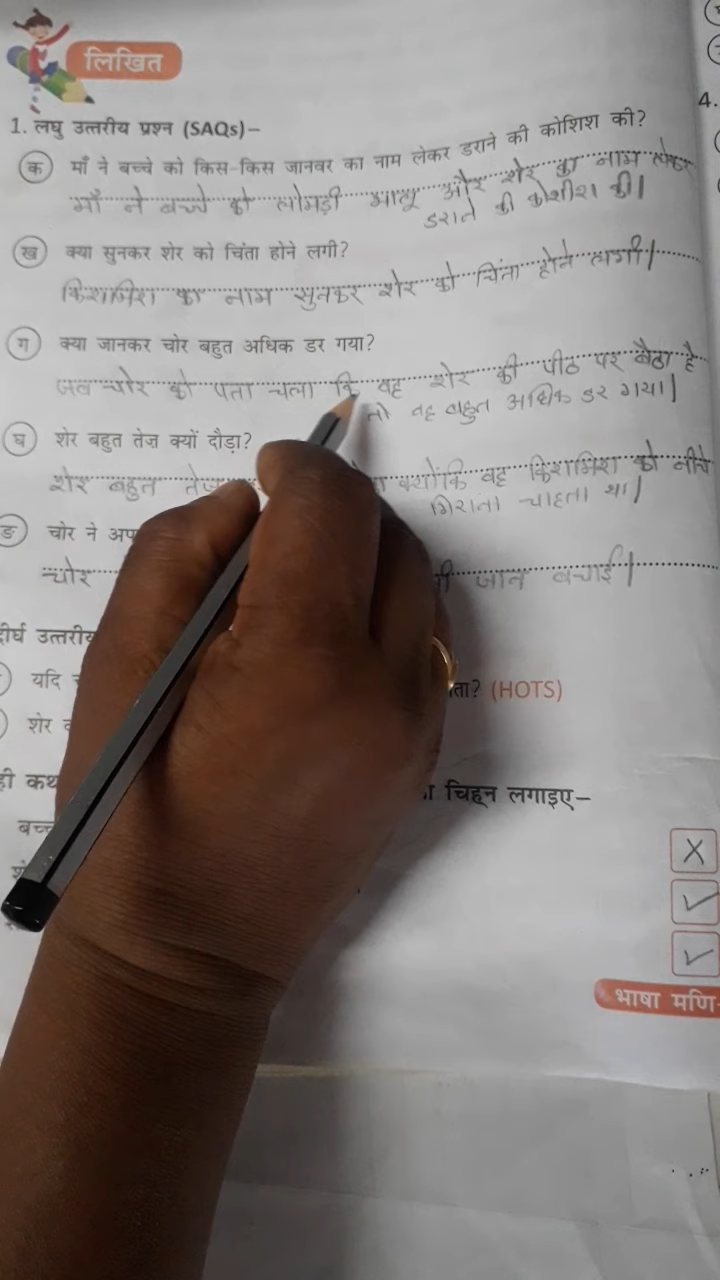 लिखित
1. लघु उत्तरीय प्रश्न (SAQs)–
क माँ ने बच्चे को किस-किस जानवर का नाम लेकर डराने की कोशिश की?
माँ ने बच्चे को लोमड़ी भालू और शेर का नाम लेकर
डराने की कोशीश की|
ख क्या सुनकर शेर को चिंता होने लगी?
किशमिश का नाम सुनकर शेर को चिंता होने लगी|
ग क्या जानकर चोर बहुत अधिक डर गया?
जब चोर को पता चला कि वह शेर की पीठ पर बैठा है
तो वह बहुत अधिक डर गया|
घ शेर बहुत तेज़ क्यों दौड़ा?
शेर बहुत तेज क्योंकि वह किशमिश को नीचे
गिराना चाहता था|
ङ चोर ने
चोर जान बचाई|
उत्तरीय
यदि (HOTS)
शेर
चिह्न लगाइए–
भाषा मणि-
4.